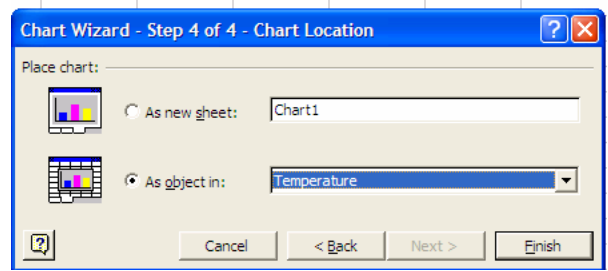 Chart Wizard - Step 4 of 4 - Chart Location
Place chart:
As new sheet: Chart1
As object in: Temperature
Cancel < Back Next > Finish